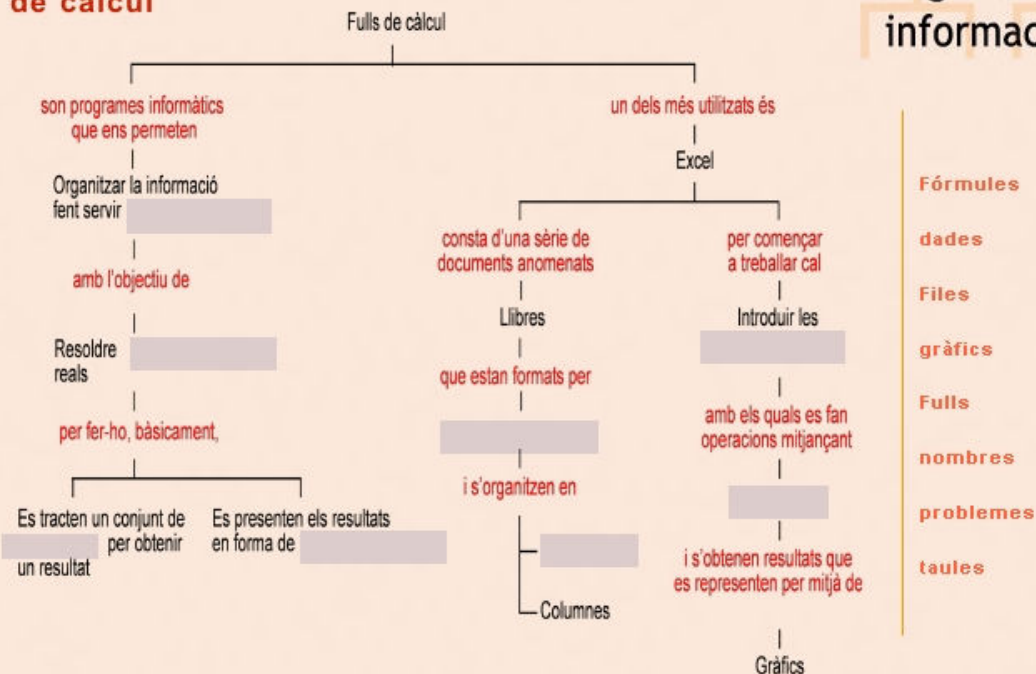 de càlcul
informac
Fulls de càlcul
son programes informàtics
que ens permeten
Organitzar la informació
fent servir
amb l'objectiu de
Resoldre
reals
per fer-ho, bàsicament,
Es tracten un conjunt de
per obtenir
un resultat
Es presenten els resultats
en forma de
un dels més utilitzats és
Excel
consta d'una sèrie de
documents anomenats
Llibres
que estan formats per
i s'organitzen en
Columnes
per començar
a treballar cal
Introduir les
amb els quals es fan
operacions mitjançant
i s'obtenen resultats que
es representen per mitjà de
Gràfics
Fórmules
dades
Files
gràfics
Fulls
nombres
problemes
taules